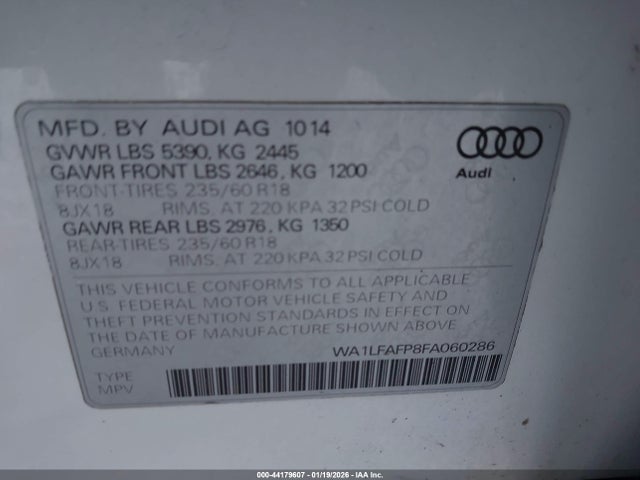 MFD. BY AUDI AG 1014
GVWR LBS 5390, KG 2445
GAWR FRONT LBS 2646, KG 1200
FRONT-TIRES 235/60 R18
8JX18 RIMS, AT 220 KPA 32 PSI COLD
GAWR REAR LBS 2976, KG 1350
REAR-TIRES 235/60 R18
8JX18 RIMS, AT 220 KPA 32 PSI COLD
Audi
THIS VEHICLE CONFORMS TO ALL APPLICABLE
U.S. FEDERAL MOTOR VEHICLE SAFETY AND
THEFT PREVENTION STANDARDS IN EFFECT ON
THE DATE OF MANUFACTURE SHOWN ABOVE
GERMANY WA1LFAFP8FA060286
TYPE
MPV
000-44179607 - 01/19/2026 - IAA Inc.